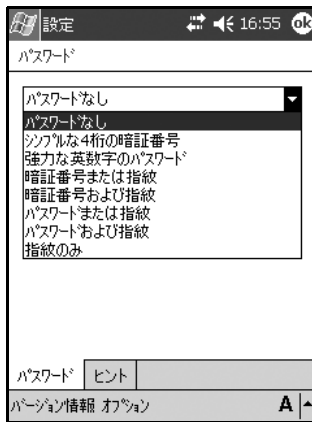 設定 16:55 ok
パスワード
パスワードなし
パスワードなし
シンプルな4桁の暗証番号
強力な英数字のパスワード
暗証番号または指紋
暗証番号および指紋
パスワードまたは指紋
パスワードおよび指紋
指紋のみ
パスワード ヒント
バージョン情報 オプション A